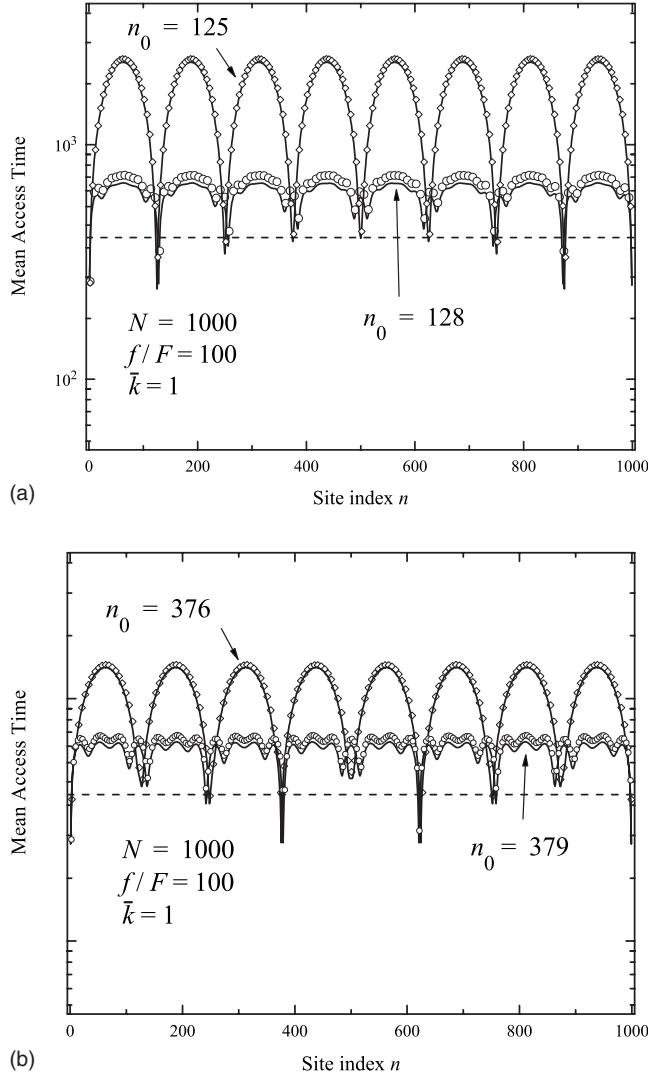 n₀ = 125
10³
10²
Mean Access Time
n₀ = 128
N = 1000
f / F = 100
k̄ = 1
0 200 400 600 800 1000
Site index n
(a)
n₀ = 376
Mean Access Time
n₀ = 379
N = 1000
f / F = 100
k̄ = 1
0 200 400 600 800 1000
Site index n
(b)